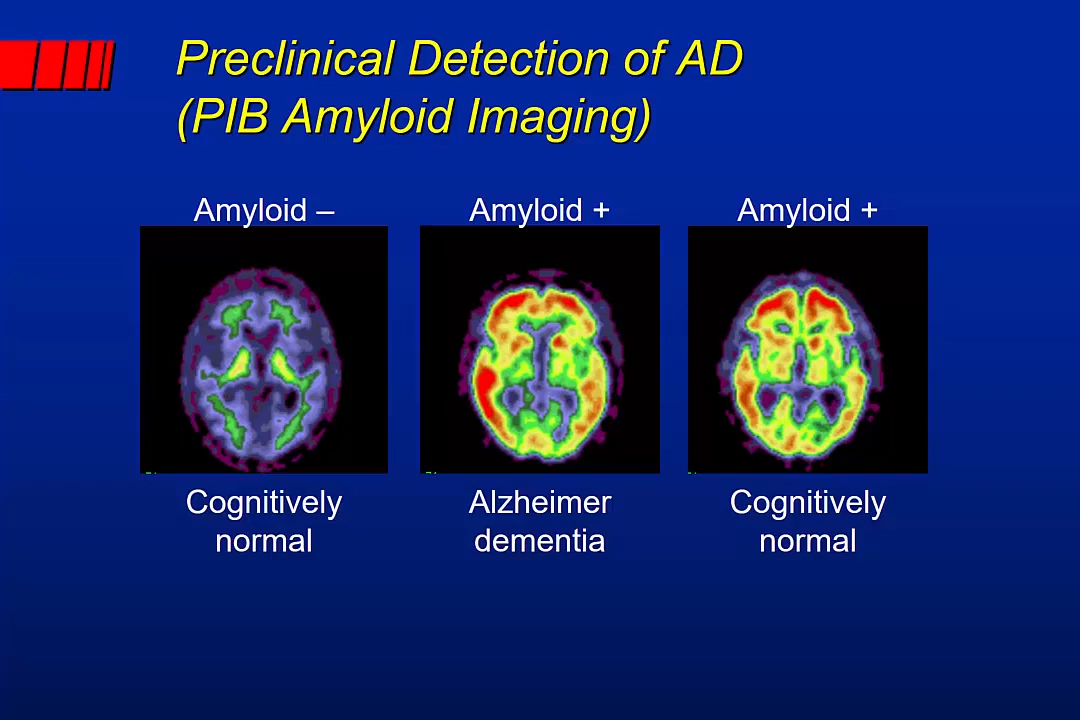 Preclinical Detection of AD
(PIB Amyloid Imaging)
Amyloid –
Amyloid +
Amyloid +
Cognitively
normal
Alzheimer
dementia
Cognitively
normal